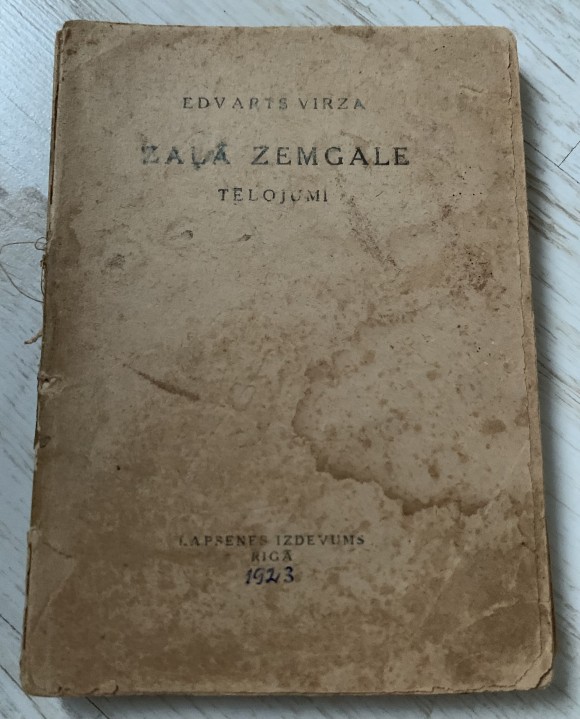 EDVARTS VIRZA
ZAĻĀ ZEMGALE
TĒLOJUMI
LAPSENES IZDEVUMS
RĪGĀ
1923